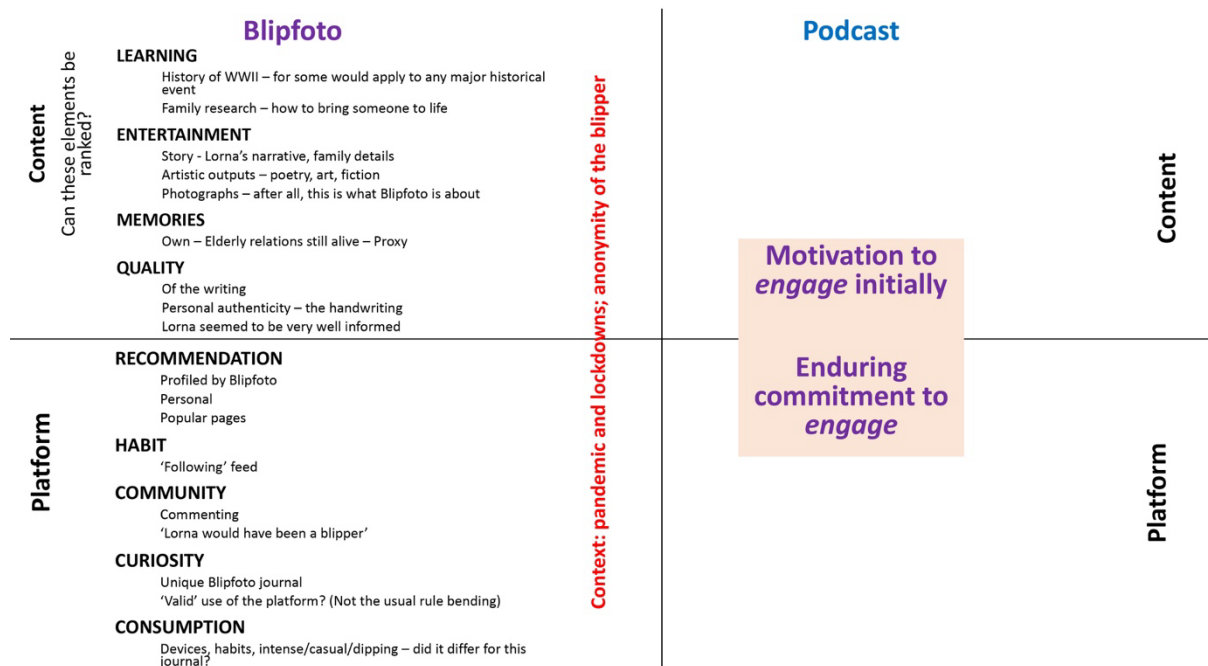 Blipfoto
Podcast
Content
Can these elements be
ranked?
LEARNING
History of WWII – for some would apply to any major historical
event
Family research – how to bring someone to life
ENTERTAINMENT
Story - Lorna’s narrative, family details
Artistic outputs – poetry, art, fiction
Photographs – after all, this is what Blipfoto is about
MEMORIES
Own – Elderly relations still alive – Proxy
QUALITY
Of the writing
Personal authenticity – the handwriting
Lorna seemed to be very well informed
Platform
RECOMMENDATION
Profiled by Blipfoto
Personal
Popular pages
HABIT
‘Following’ feed
COMMUNITY
Commenting
‘Lorna would have been a blipper’
CURIOSITY
Unique Blipfoto journal
‘Valid’ use of the platform? (Not the usual rule bending)
CONSUMPTION
Devices, habits, intense/casual/dipping – did it differ for this
journal?
Context: pandemic and lockdowns; anonymity of the blipper
Motivation to
engage initially
Enduring
commitment to
engage
Content
Platform